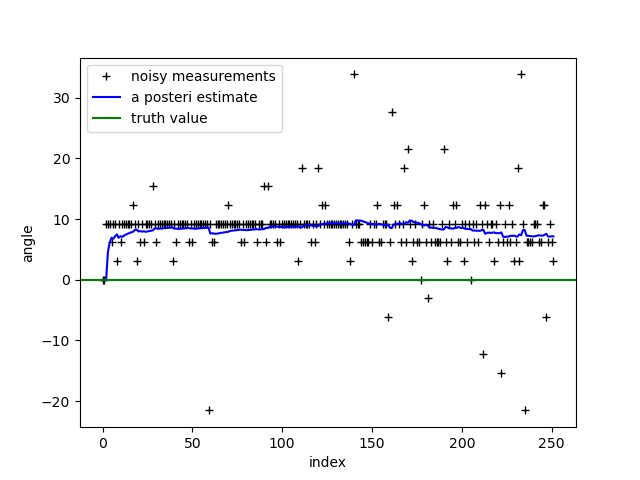 noisy measurements
a posteri estimate
truth value
30
20
10
0
−10
−20
angle
0
50
100
150
200
250
index